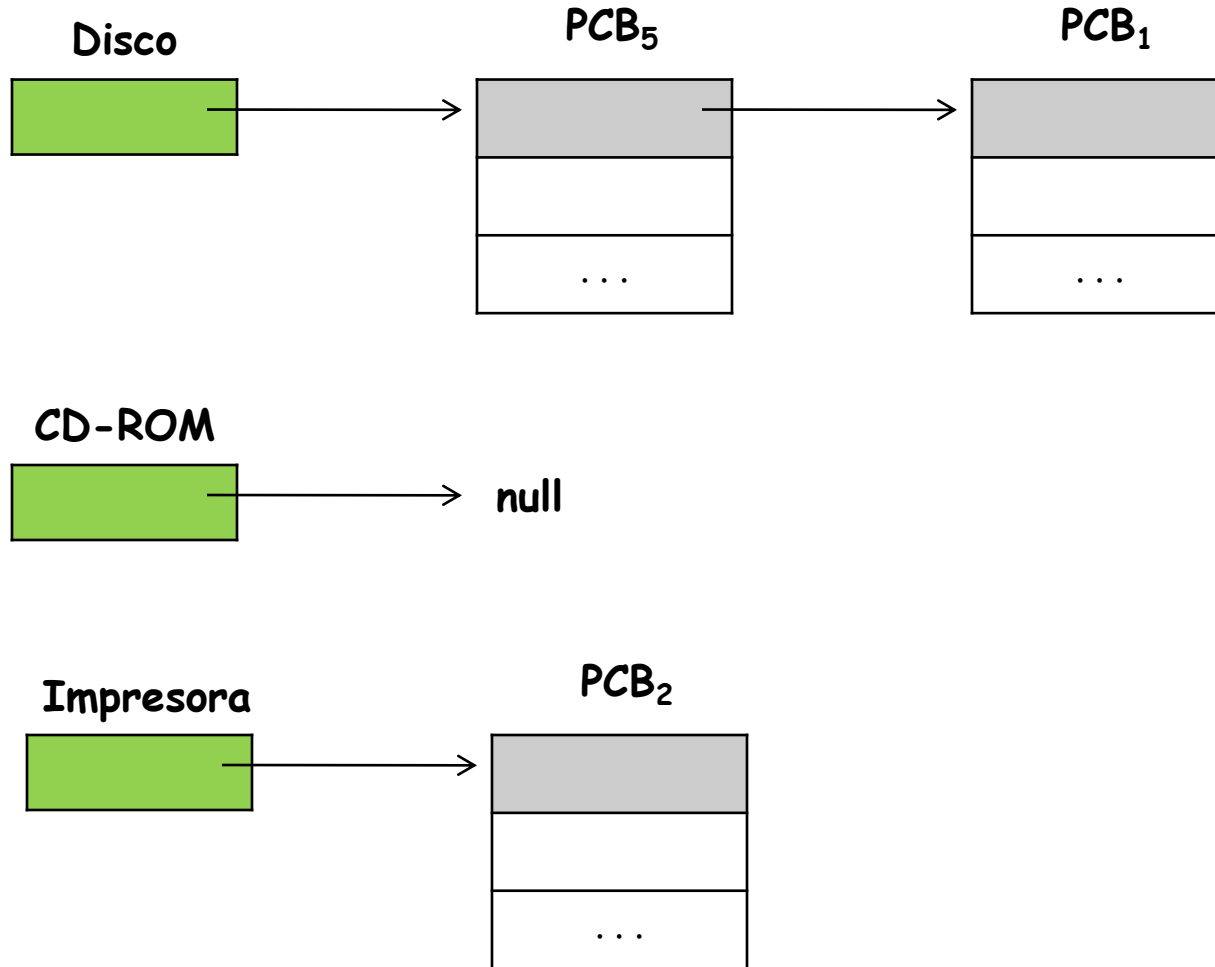 Disco PCB₅ PCB₁
. . . . . .
CD-ROM
null
Impresora PCB₂
. . .